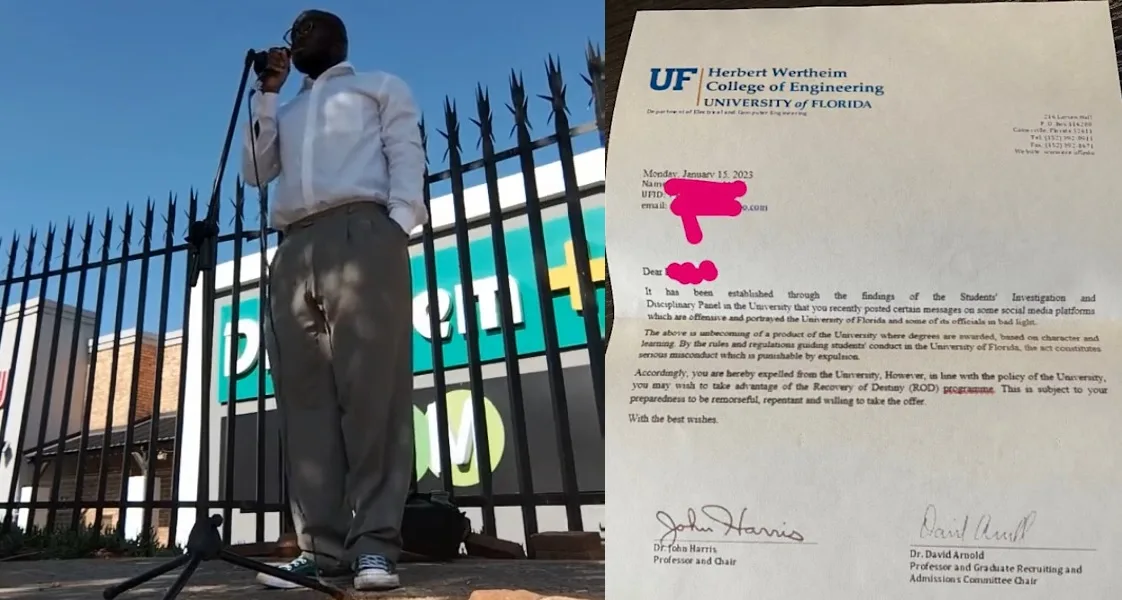 em
M
UF
Herbert Wertheim
College of Engineering
UNIVERSITY of FLORIDA
Department of Electrical and Computer Engineering
Monday, January 15, 2023
Name
UFID:
email: o.com
Dear
It has been established through the findings of the Students' Investigation and
Disciplinary Panel in the University that you recently posted certain messages on some social media platforms
which are offensive and portrayed the University of Florida and some of its officials in bad light.
The above is unbecoming of a product of the University where degrees are awarded, based on character and
learning. By the rules and regulations guiding students' conduct in the University of Florida, the act constitutes
serious misconduct which is punishable by expulsion.
Accordingly, you are hereby expelled from the University, However, in line with the policy of the University,
you may wish to take advantage of the Recovery of Destiny (ROD) programme. This is subject to your
preparedness to be remorseful, repentant and willing to take the offer.
With the best wishes.
John Harris
Dr. John Harris
Professor and Chair
David Arnold
Dr. David Arnold
Professor and Graduate Recruiting and
Admissions Committee Chair